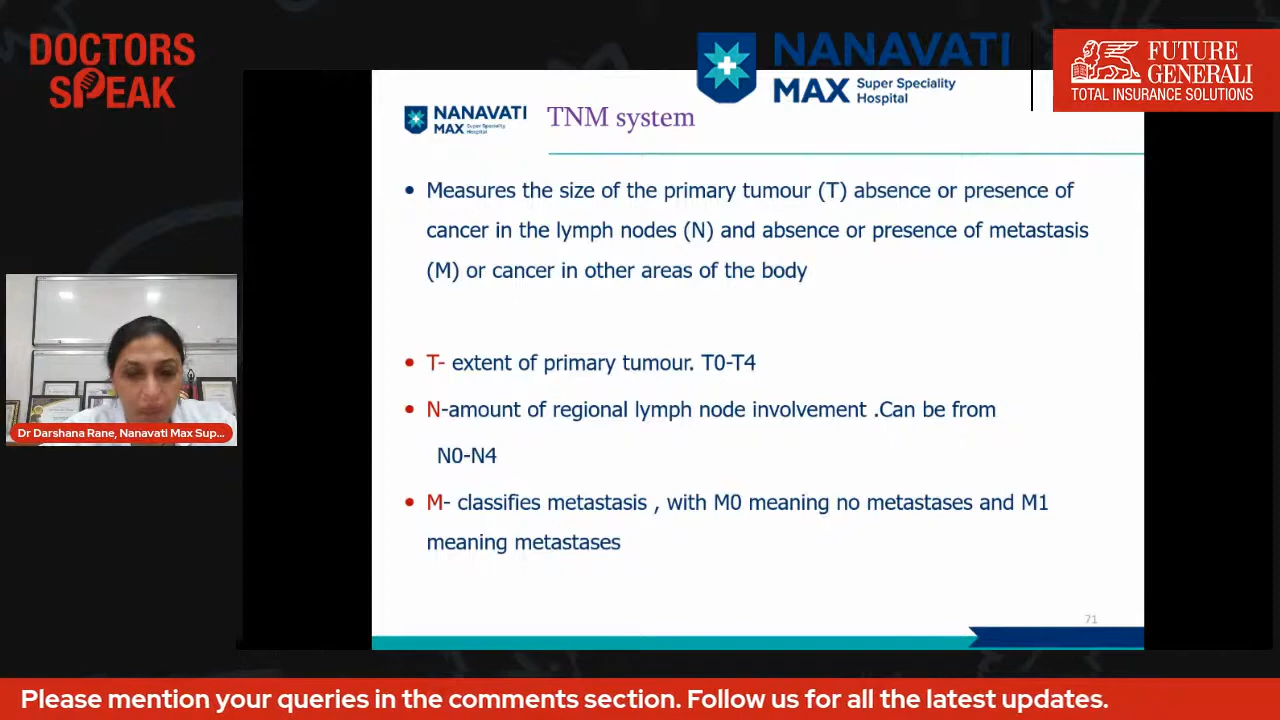 DOCTORS
SPEAK
NANAVATI
MAX Super Speciality
Hospital
FUTURE
GENERALI
TOTAL INSURANCE SOLUTIONS
NANAVATI
MAX Super Speciality
Hospital
TNM system
• Measures the size of the primary tumour (T) absence or presence of
cancer in the lymph nodes (N) and absence or presence of metastasis
(M) or cancer in other areas of the body
• T- extent of primary tumour. T0-T4
• N-amount of regional lymph node involvement .Can be from
N0-N4
• M- classifies metastasis , with M0 meaning no metastases and M1
meaning metastases
71
Dr Darshana Rane, Nanavati Max Sup...
Please mention your queries in the comments section. Follow us for all the latest updates.